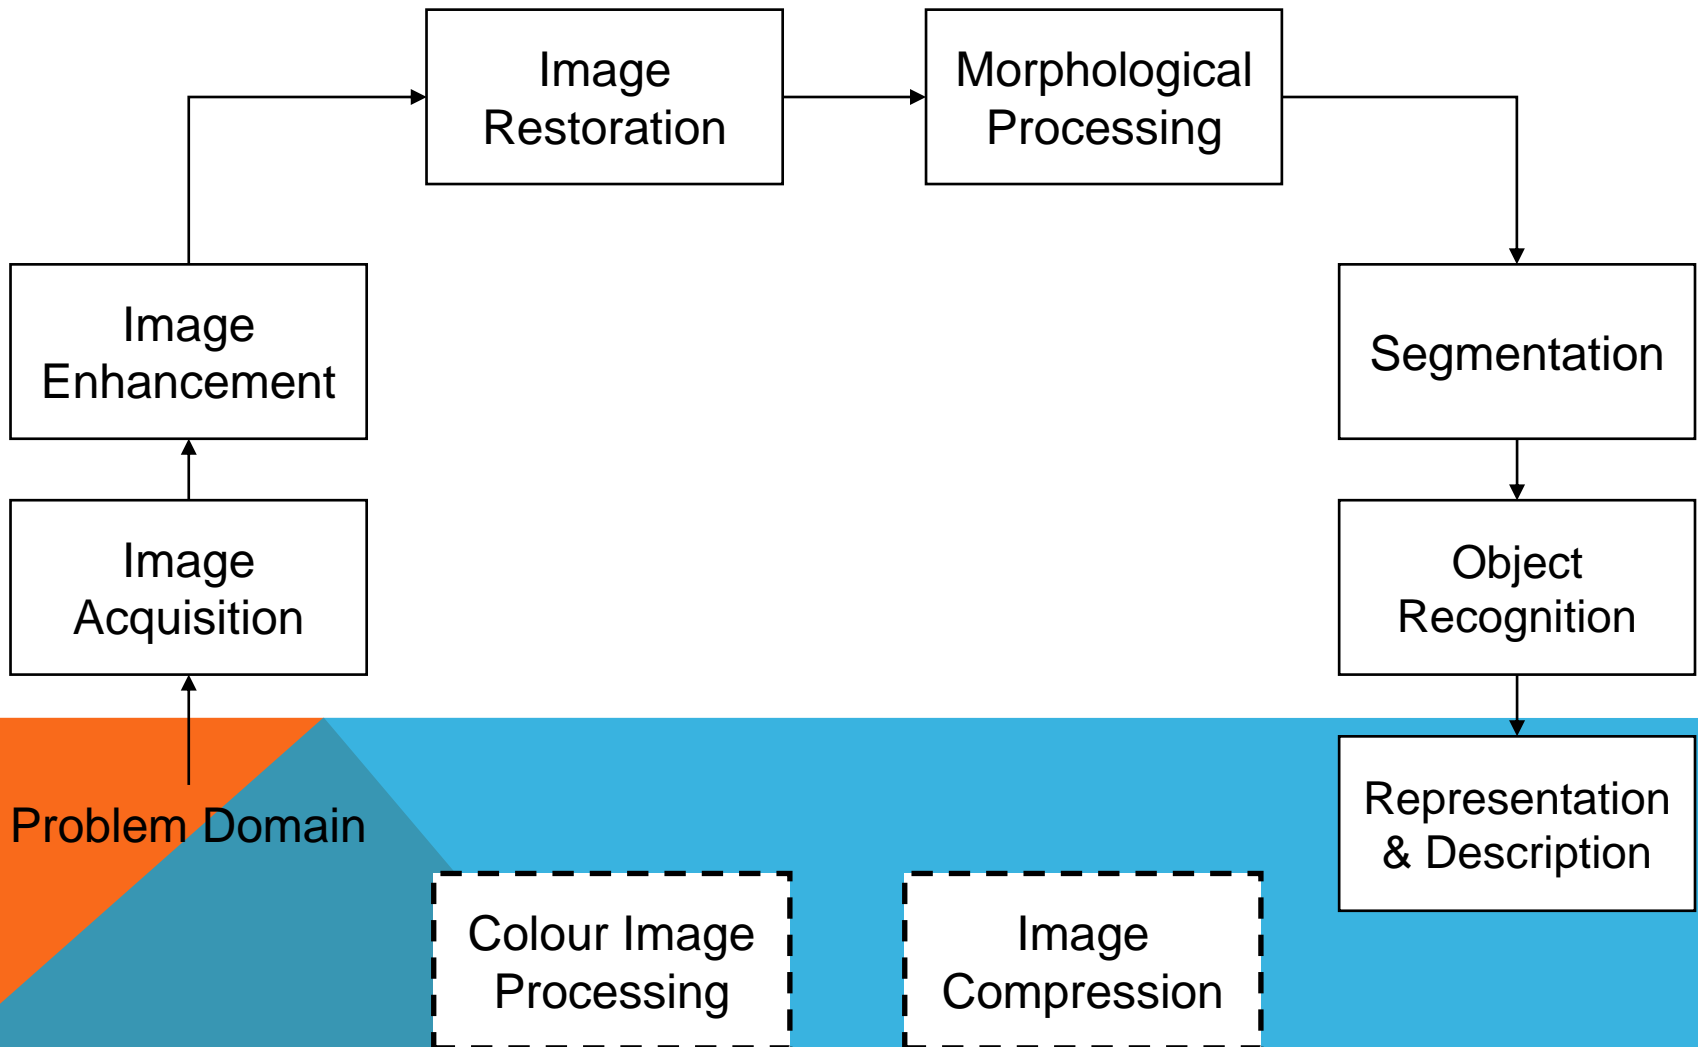 Image
Restoration
Morphological
Processing
Image
Enhancement
Segmentation
Image
Acquisition
Object
Recognition
Problem Domain
Representation
& Description
Colour Image
Processing
Image
Compression